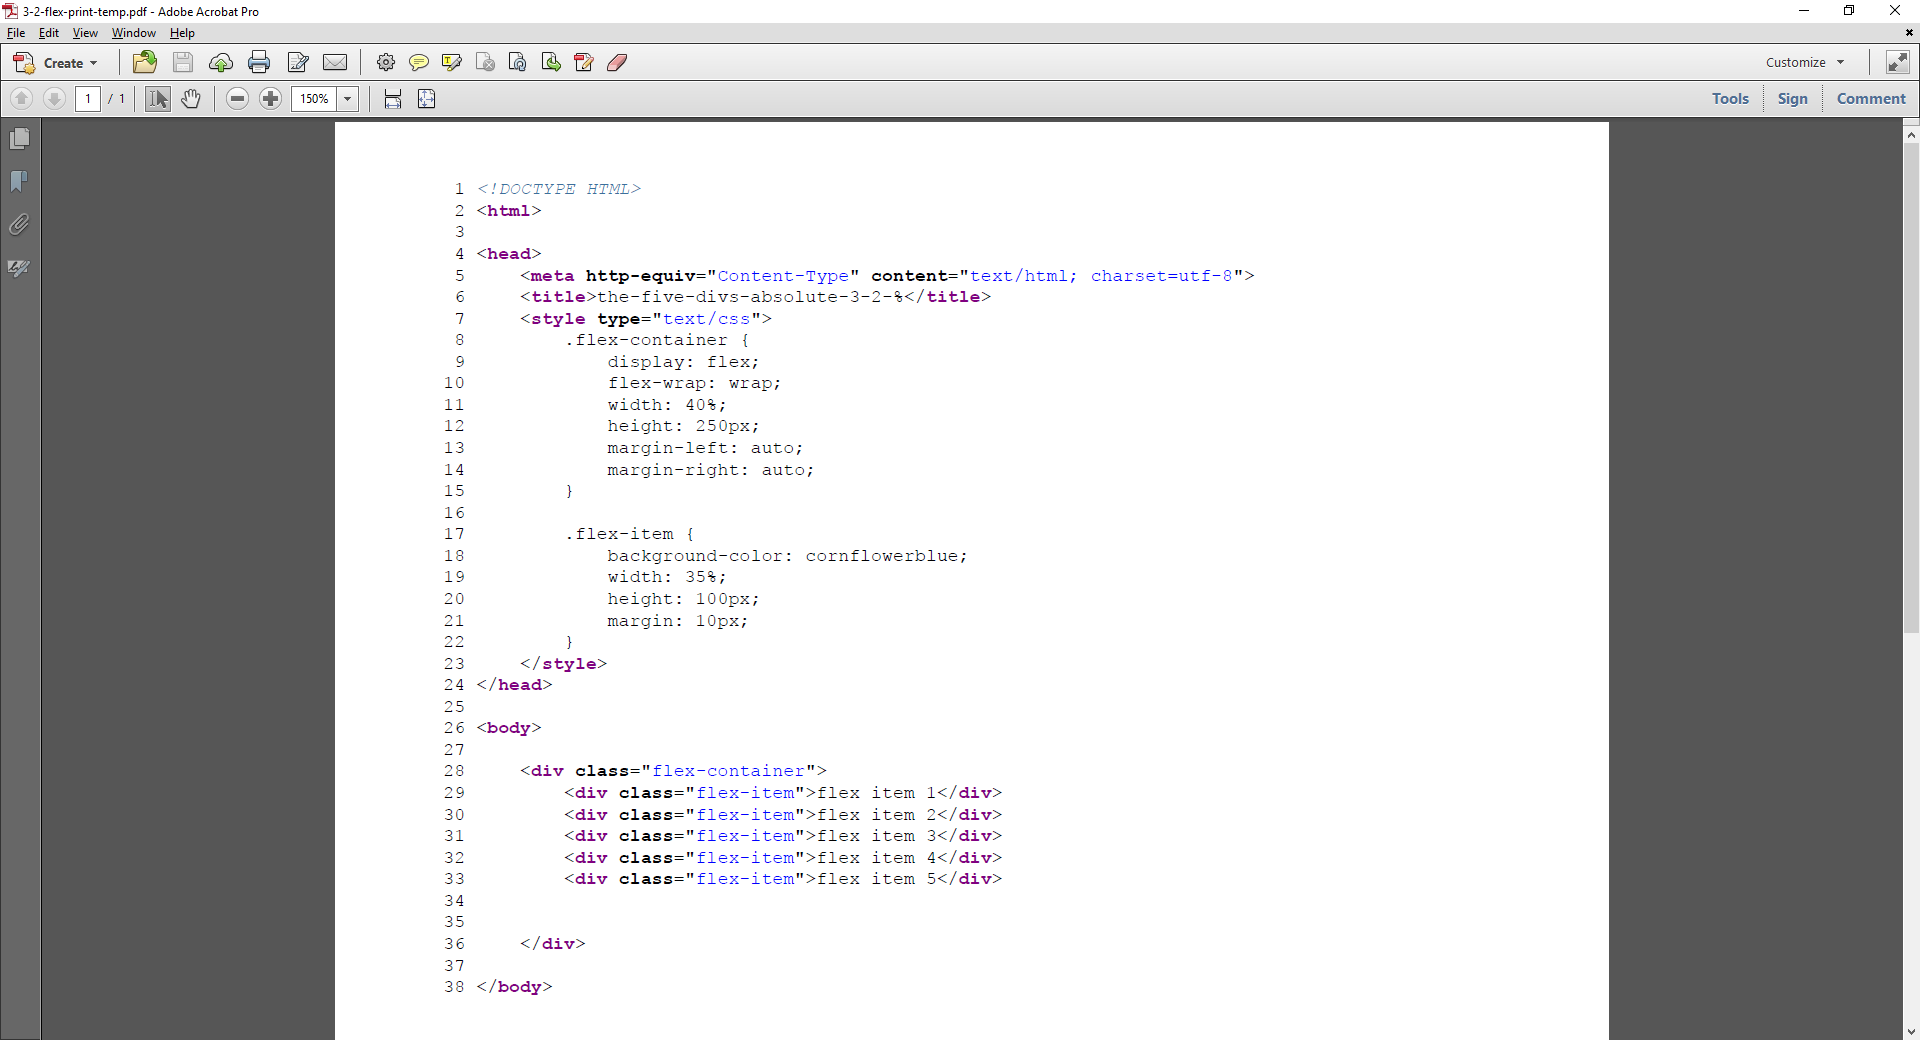 3-2-flex-print-temp.pdf - Adobe Acrobat Pro
File Edit View Window Help
Create
Customize
1 / 1
150%
Tools Sign Comment
1 <!DOCTYPE HTML>
2 <html>
3
4 <head>
5     <meta http-equiv="Content-Type" content="text/html; charset=utf-8">
6     <title>the-five-divs-absolute-3-2-%</title>
7     <style type="text/css">
8         .flex-container {
9             display: flex;
10             flex-wrap: wrap;
11             width: 40%;
12             height: 250px;
13             margin-left: auto;
14             margin-right: auto;
15         }
16
17         .flex-item {
18             background-color: cornflowerblue;
19             width: 35%;
20             height: 100px;
21             margin: 10px;
22         }
23     </style>
24 </head>
25
26 <body>
27
28     <div class="flex-container">
29         <div class="flex-item">flex item 1</div>
30         <div class="flex-item">flex item 2</div>
31         <div class="flex-item">flex item 3</div>
32         <div class="flex-item">flex item 4</div>
33         <div class="flex-item">flex item 5</div>
34
35
36     </div>
37
38 </body>